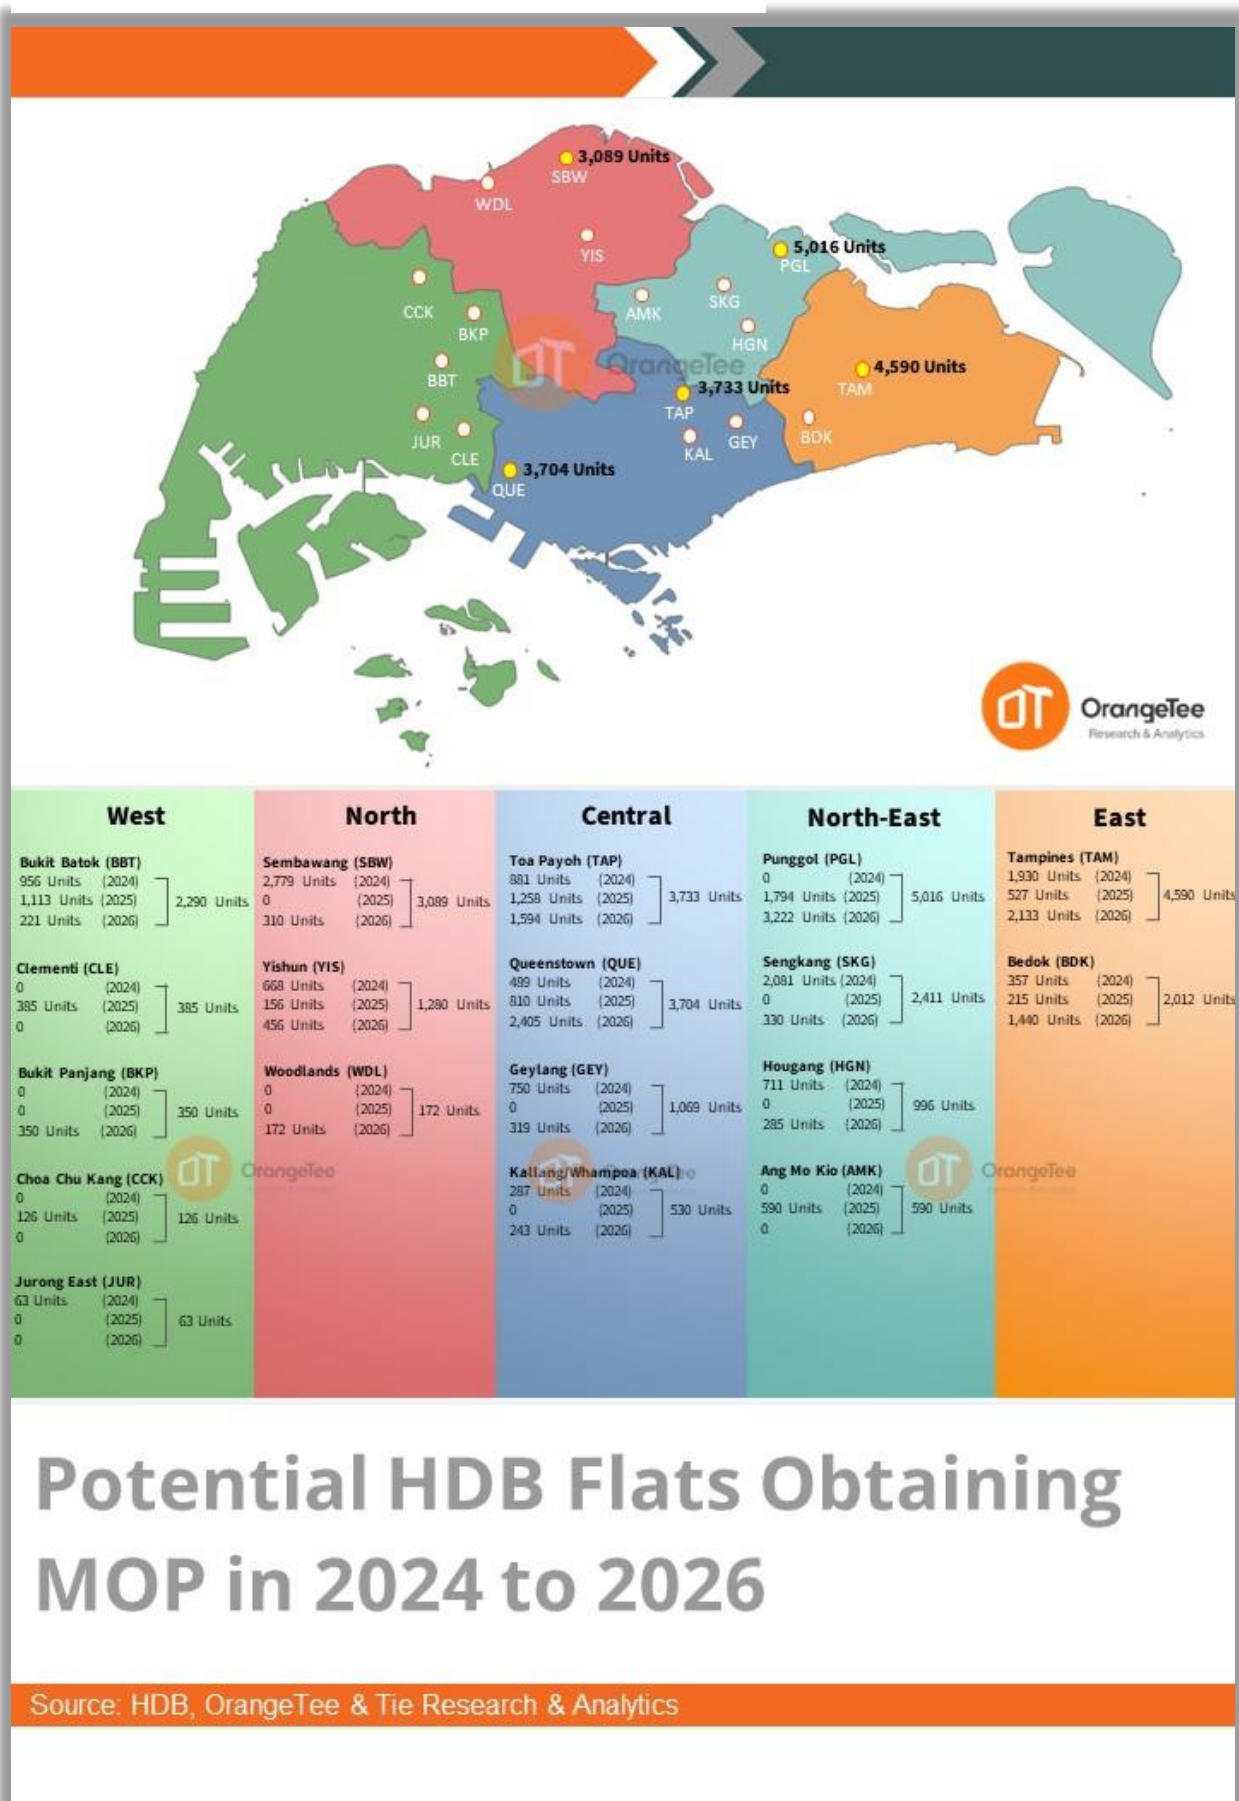 3,089 Units
SBW
WDL
YIS
5,016 Units
PGL
CCK
SKG
AMK
BKP
HGN
OrangeTee
4,590 Units
BBT
3,733 Units
TAM
TAP
JUR
GEY
BDK
CLE
KAL
3,704 Units
QUE
OrangeTee
Research & Analytics
West
Bukit Batok (BBT)
956 Units (2024)
1,113 Units (2025) 2,290 Units
221 Units (2026)
Clementi (CLE)
0 (2024)
385 Units (2025) 385 Units
0 (2026)
Bukit Panjang (BKP)
0 (2024)
0 (2025) 350 Units
350 Units (2026)
Choa Chu Kang (CCK)
0 (2024)
126 Units (2025) 126 Units
0 (2026)
Jurong East (JUR)
63 Units (2024)
0 (2025) 63 Units
0 (2026)
North
Sembawang (SBW)
2,779 Units (2024)
0 (2025) 3,089 Units
310 Units (2026)
Yishun (YIS)
668 Units (2024)
156 Units (2025) 1,280 Units
456 Units (2026)
Woodlands (WDL)
0 (2024)
0 (2025) 172 Units
172 Units (2026)
OrangeTee
Central
Toa Payoh (TAP)
881 Units (2024)
1,258 Units (2025) 3,733 Units
1,594 Units (2026)
Queenstown (QUE)
489 Units (2024)
810 Units (2025) 3,704 Units
2,405 Units (2026)
Geylang (GEY)
750 Units (2024)
0 (2025) 1,069 Units
319 Units (2026)
Kallang/Whampoa (KAL)
287 Units (2024)
0 (2025) 530 Units
243 Units (2026)
North-East
Punggol (PGL)
0 (2024)
1,794 Units (2025) 5,016 Units
3,222 Units (2026)
Sengkang (SKG)
2,081 Units (2024)
0 (2025) 2,411 Units
330 Units (2026)
Hougang (HGN)
711 Units (2024)
0 (2025) 996 Units
285 Units (2026)
Ang Mo Kio (AMK)
0 (2024)
590 Units (2025) 590 Units
0 (2026)
OrangeTee
East
Tampines (TAM)
1,930 Units (2024)
527 Units (2025) 4,590 Units
2,133 Units (2026)
Bedok (BDK)
357 Units (2024)
215 Units (2025) 2,012 Units
1,440 Units (2026)
Potential HDB Flats Obtaining
MOP in 2024 to 2026
Source: HDB, OrangeTee & Tie Research & Analytics